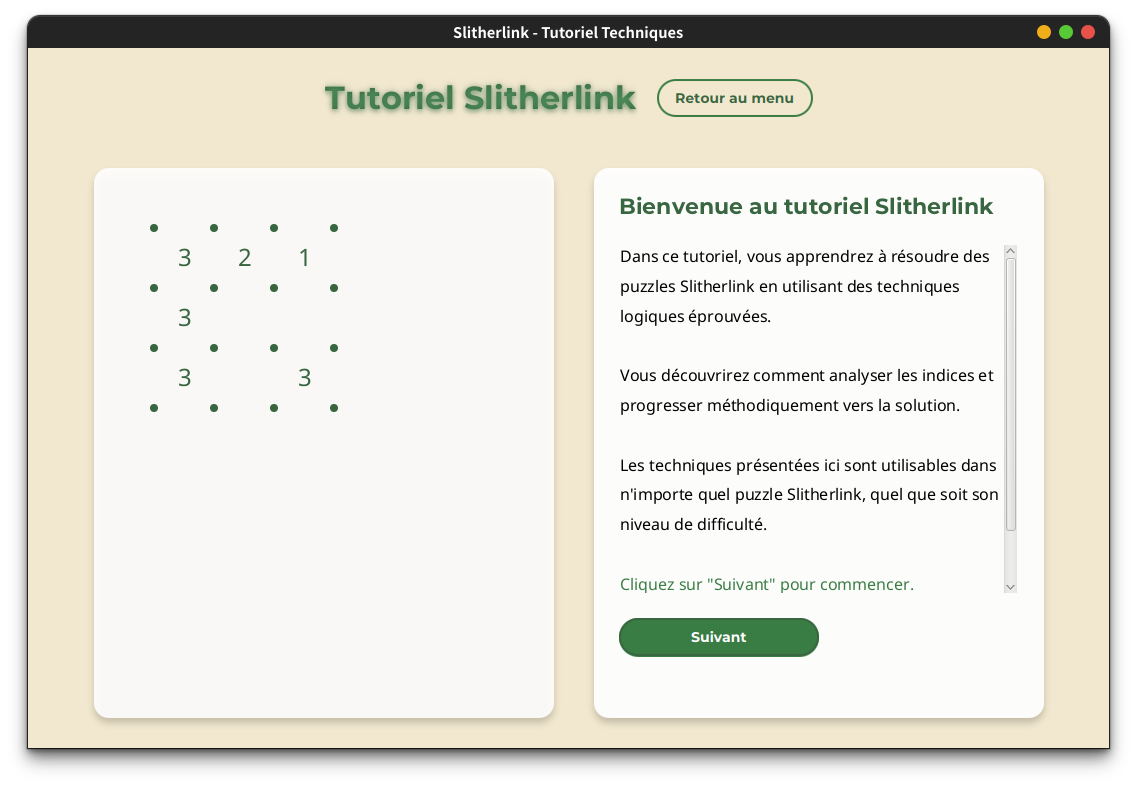 Slitherlink - Tutoriel Techniques
Tutoriel Slitherlink
Retour au menu
3 2 1
3
3 3
Bienvenue au tutoriel Slitherlink
Dans ce tutoriel, vous apprendrez à résoudre des
puzzles Slitherlink en utilisant des techniques
logiques éprouvées.
Vous découvrirez comment analyser les indices et
progresser méthodiquement vers la solution.
Les techniques présentées ici sont utilisables dans
n'importe quel puzzle Slitherlink, quel que soit son
niveau de difficulté.
Cliquez sur "Suivant" pour commencer.
Suivant